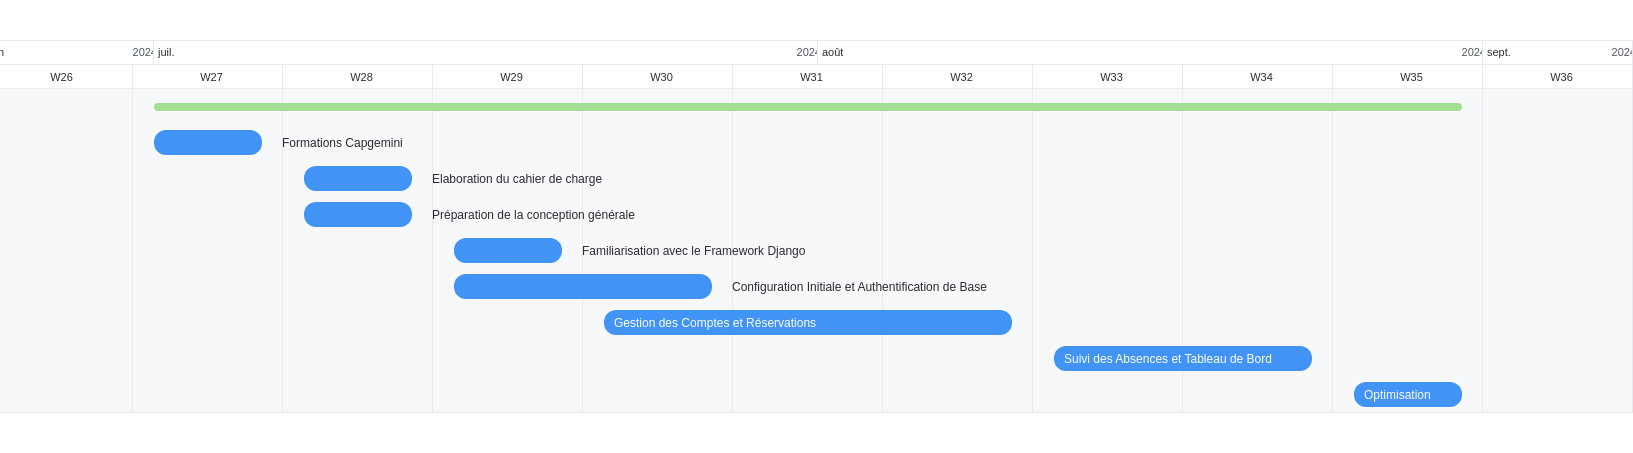 n 2024 juil. 2024 août 2024 sept. 2024
W26 W27 W28 W29 W30 W31 W32 W33 W34 W35 W36
Formations Capgemini
Elaboration du cahier de charge
Préparation de la conception générale
Familiarisation avec le Framework Django
Configuration Initiale et Authentification de Base
Gestion des Comptes et Réservations
Suivi des Absences et Tableau de Bord
Optimisation